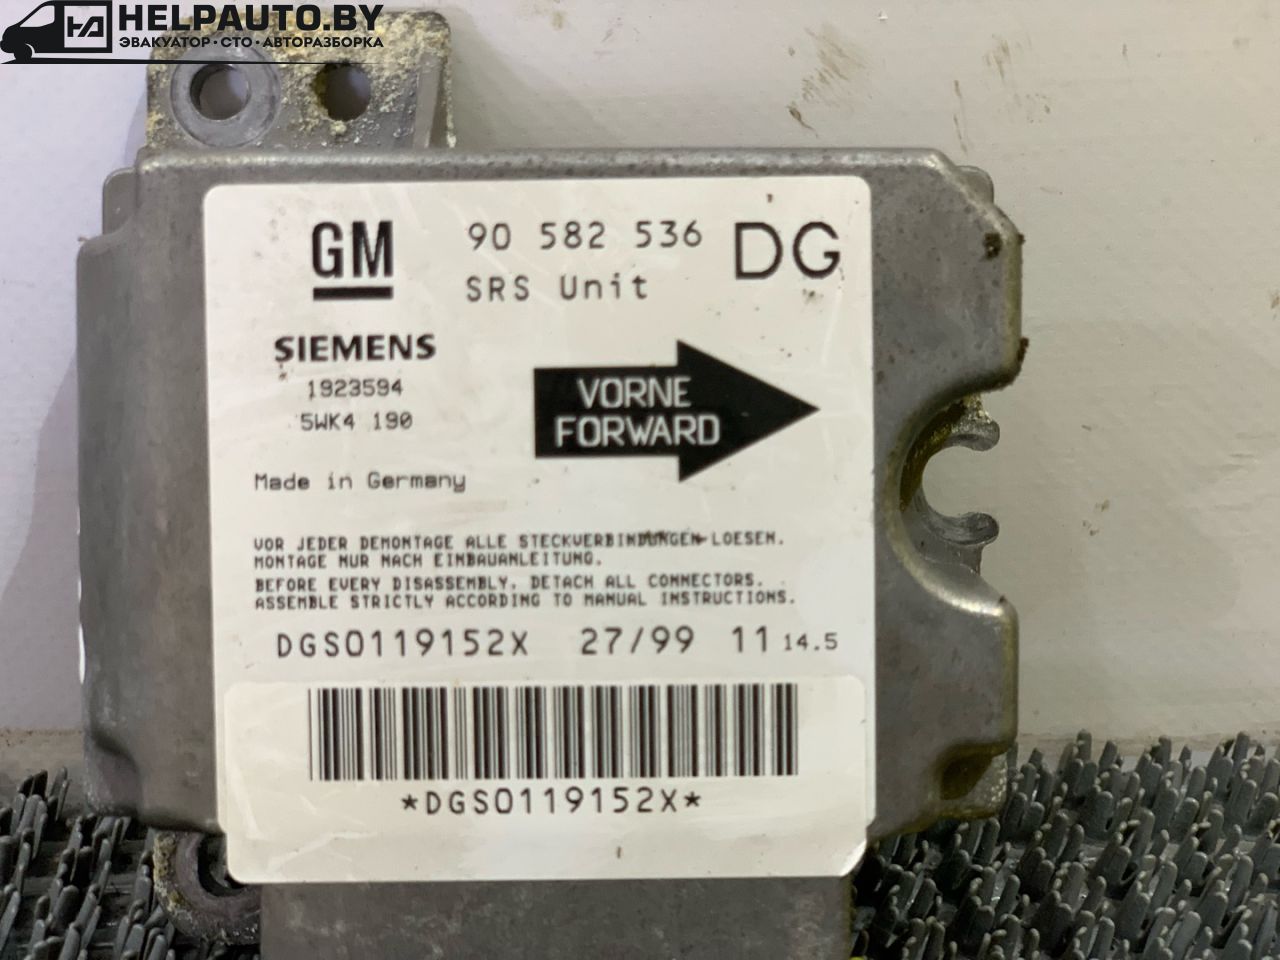 HELPAUTO.BY
ЭВАКУАТОР·СТО·АВТОРАЗБОРКА
GM
90 582 536 DG
SRS Unit
SIEMENS
1923594
5WK4 190
VORNE
FORWARD
Made in Germany
VOR JEDER DEMONTAGE ALLE STECKVERBINDUNGEN LOESEN.
MONTAGE NUR NACH EINBAUANLEITUNG.
BEFORE EVERY DISASSEMBLY, DETACH ALL CONNECTORS.
ASSEMBLE STRICTLY ACCORDING TO MANUAL INSTRUCTIONS.
DGS0119152X 27/99 11 14.5
*DGS0119152X*